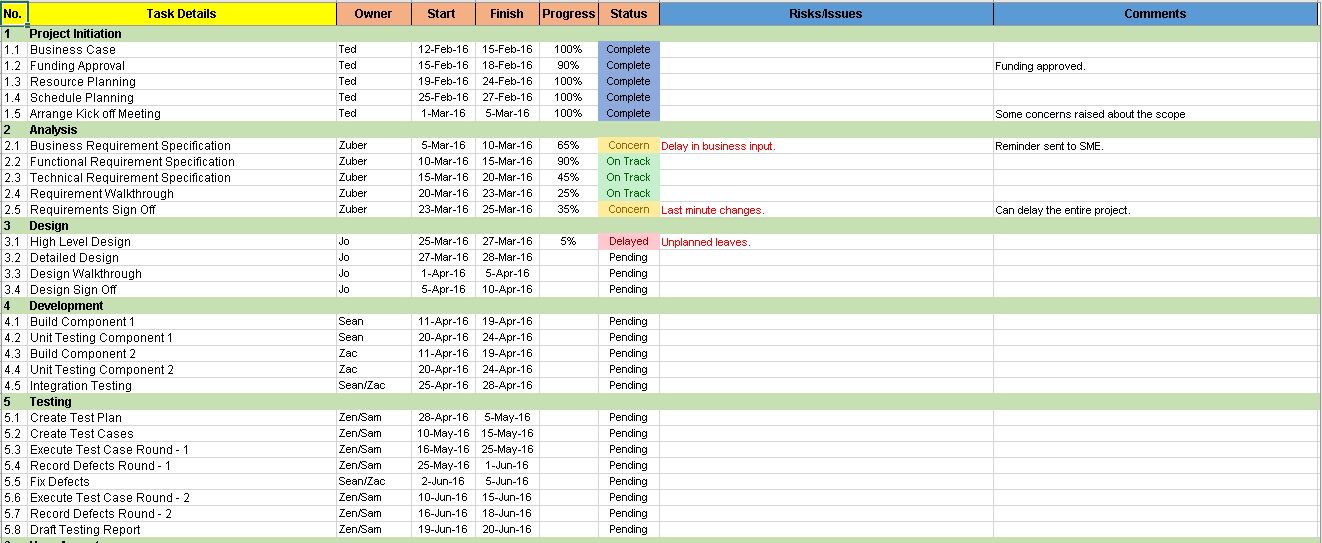 No. Task Details Owner Start Finish Progress Status Risks/Issues Comments
1 Project Initiation
1.1 Business Case Ted 12-Feb-16 15-Feb-16 100% Complete
1.2 Funding Approval Ted 15-Feb-16 18-Feb-16 90% Complete Funding approved.
1.3 Resource Planning Ted 19-Feb-16 24-Feb-16 100% Complete
1.4 Schedule Planning Ted 25-Feb-16 27-Feb-16 100% Complete
1.5 Arrange Kick off Meeting Ted 1-Mar-16 5-Mar-16 100% Complete Some concerns raised about the scope
2 Analysis
2.1 Business Requirement Specification Zuber 5-Mar-16 10-Mar-16 65% Concern Delay in business input. Reminder sent to SME.
2.2 Functional Requirement Specification Zuber 10-Mar-16 15-Mar-16 90% On Track
2.3 Technical Requirement Specification Zuber 15-Mar-16 20-Mar-16 45% On Track
2.4 Requirement Walkthrough Zuber 20-Mar-16 23-Mar-16 25% On Track
2.5 Requirements Sign Off Zuber 23-Mar-16 25-Mar-16 35% Concern Last minute changes. Can delay the entire project.
3 Design
3.1 High Level Design Jo 25-Mar-16 27-Mar-16 5% Delayed Unplanned leaves.
3.2 Detailed Design Jo 27-Mar-16 28-Mar-16 Pending
3.3 Design Walkthrough Jo 1-Apr-16 5-Apr-16 Pending
3.4 Design Sign Off Jo 5-Apr-16 10-Apr-16 Pending
4 Development
4.1 Build Component 1 Sean 11-Apr-16 19-Apr-16 Pending
4.2 Unit Testing Component 1 Sean 20-Apr-16 24-Apr-16 Pending
4.3 Build Component 2 Zac 11-Apr-16 19-Apr-16 Pending
4.4 Unit Testing Component 2 Zac 20-Apr-16 24-Apr-16 Pending
4.5 Integration Testing Sean/Zac 25-Apr-16 28-Apr-16 Pending
5 Testing
5.1 Create Test Plan Zen/Sam 28-Apr-16 5-May-16 Pending
5.2 Create Test Cases Zen/Sam 10-May-16 15-May-16 Pending
5.3 Execute Test Case Round - 1 Zen/Sam 16-May-16 25-May-16 Pending
5.4 Record Defects Round - 1 Zen/Sam 25-May-16 1-Jun-16 Pending
5.5 Fix Defects Sean/Zac 2-Jun-16 5-Jun-16 Pending
5.6 Execute Test Case Round - 2 Zen/Sam 10-Jun-16 15-Jun-16 Pending
5.7 Record Defects Round - 2 Zen/Sam 16-Jun-16 18-Jun-16 Pending
5.8 Draft Testing Report Zen/Sam 19-Jun-16 20-Jun-16 Pending